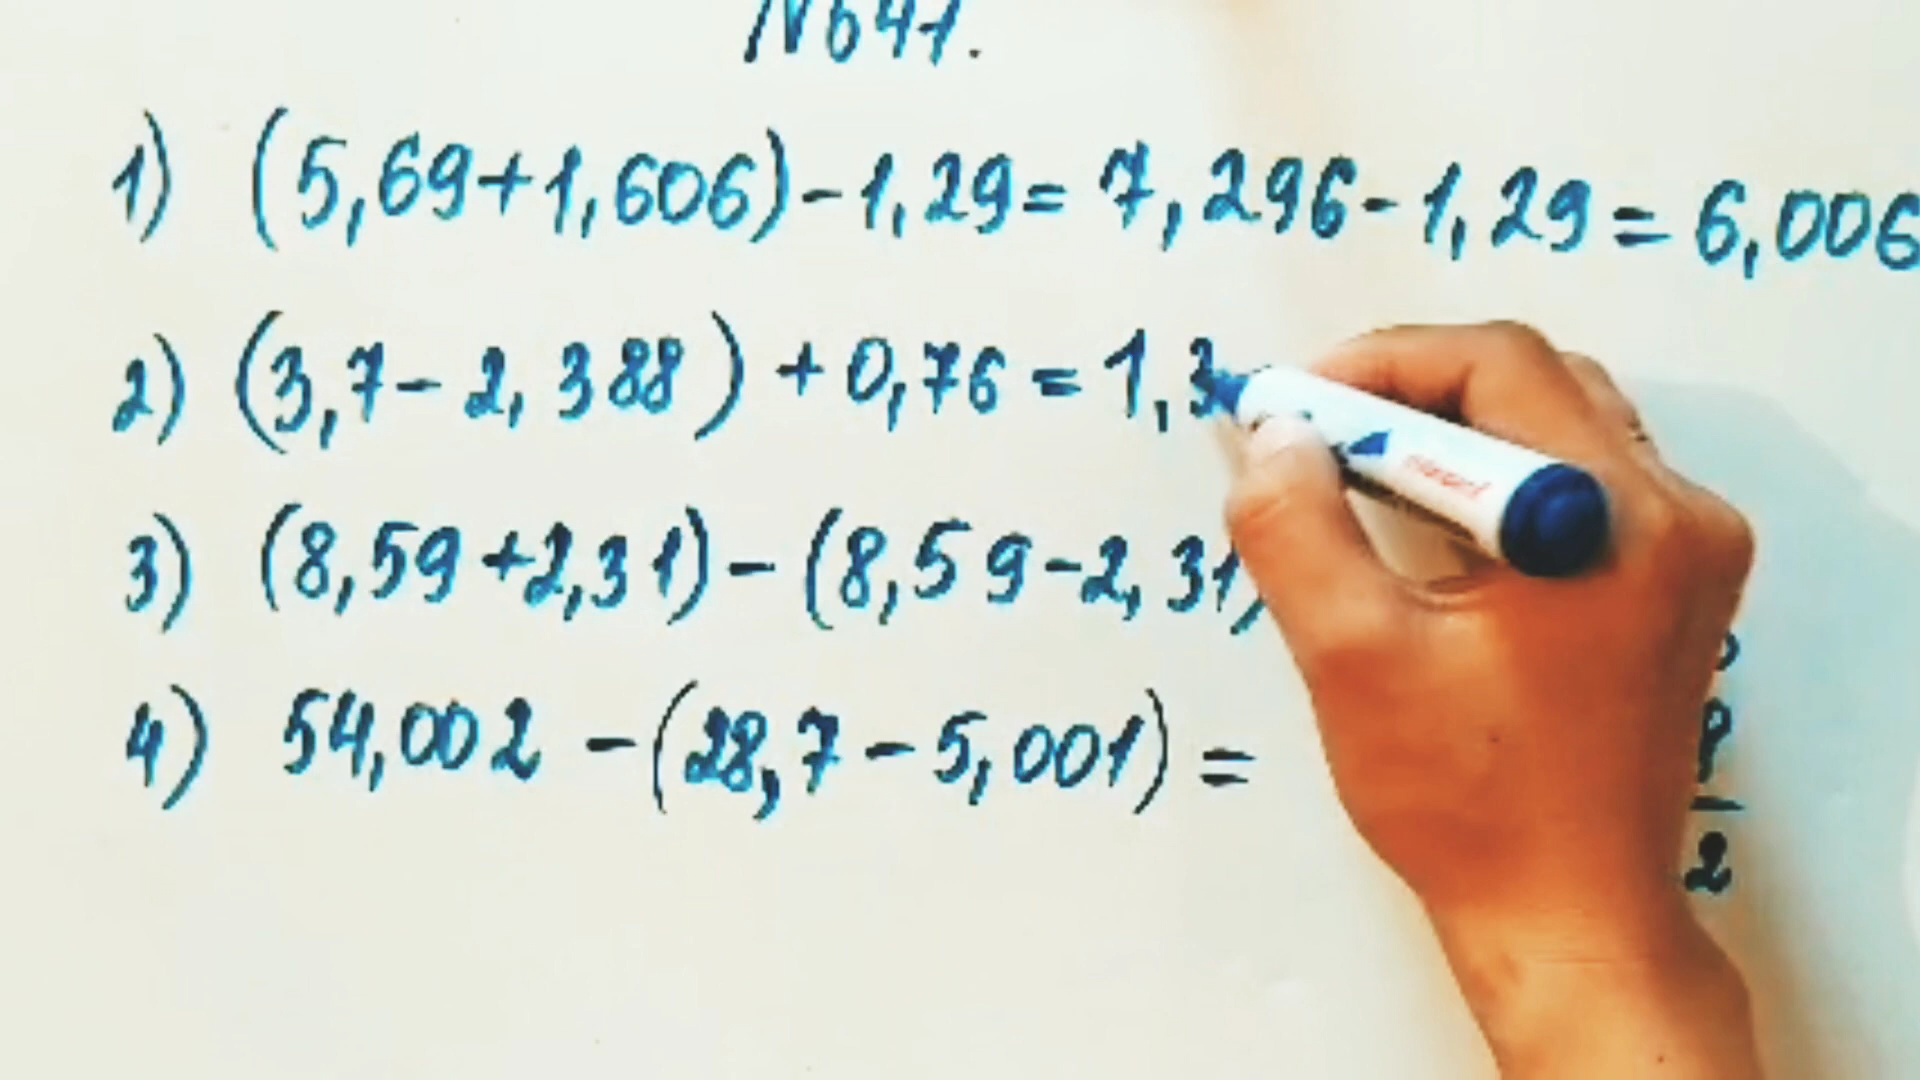 N641.
1) (5,69+1,606)-1,29= 7,296-1,29=6,006
2) (3,7-2,388)+0,76=1,3
3) (8,59+2,31)-(8,59-2,31)
4) 54,002-(28,7-5,001)=
2